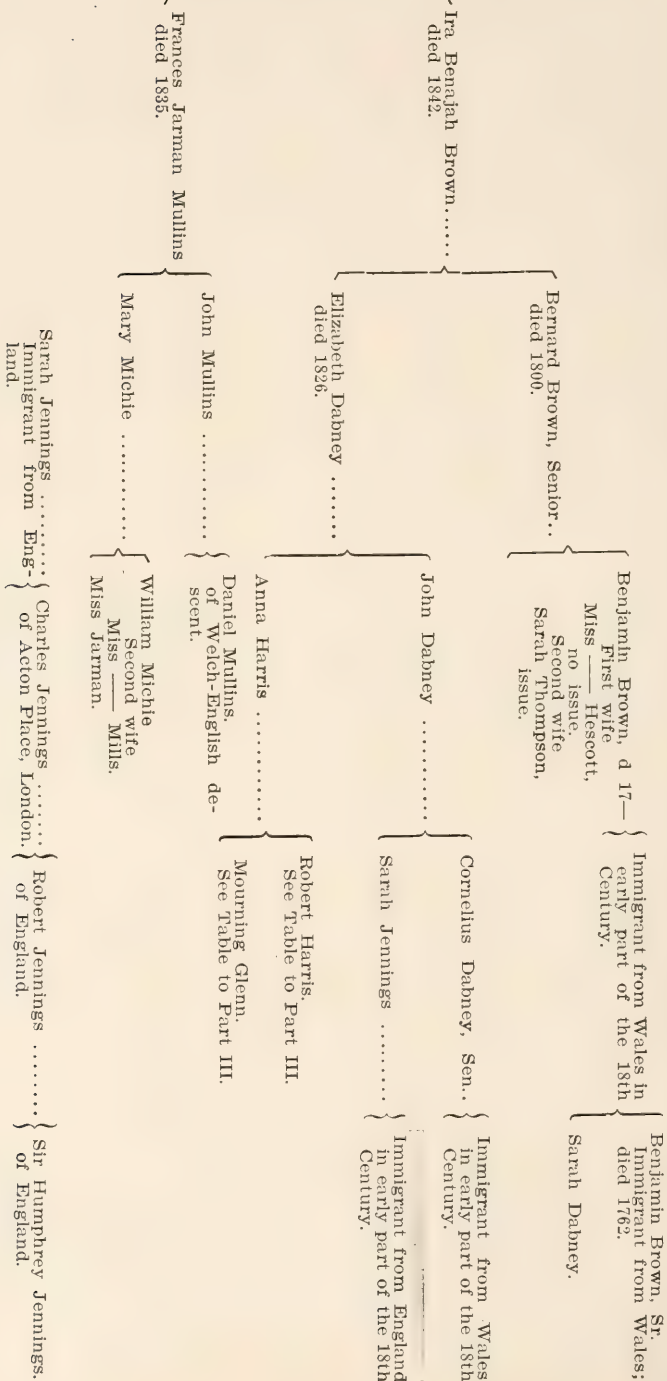 Ira Benajah Brown......
died 1842.
Frances Jarman Mullins
died 1835.
Bernard Brown, Senior..
died 1800.
Elizabeth Dabney .......
died 1826.
John Mullins ............
Mary Michie ............
Benjamin Brown, d 17—
First wife
Miss —— Hescott,
no issue.
Second wife
Sarah Thompson,
issue.
John Dabney ............
Anna Harris ............
Daniel Mullins.
of Welch-English de-
scent.
William Michie
Second wife
Miss —— Mills.
Miss Jarman.
Immigrant from Wales in
early part of the 18th
Century.
Cornelius Dabney, Sen..
Sarah Jennings .........
Robert Harris.
See Table to Part III.
Mourning Glenn.
See Table to Part III.
Benjamin Brown, Sr.
Immigrant from Wales;
died 1762.
Sarah Dabney.
Immigrant from Wales
in early part of the 18th
Century.
Immigrant from England
in early part of the 18th
Century.
Sarah Jennings .........
Immigrant from Eng-
land.
Charles Jennings .......
of Acton Place, London.
Robert Jennings ........
of England.
Sir Humphrey Jennings.
of England.